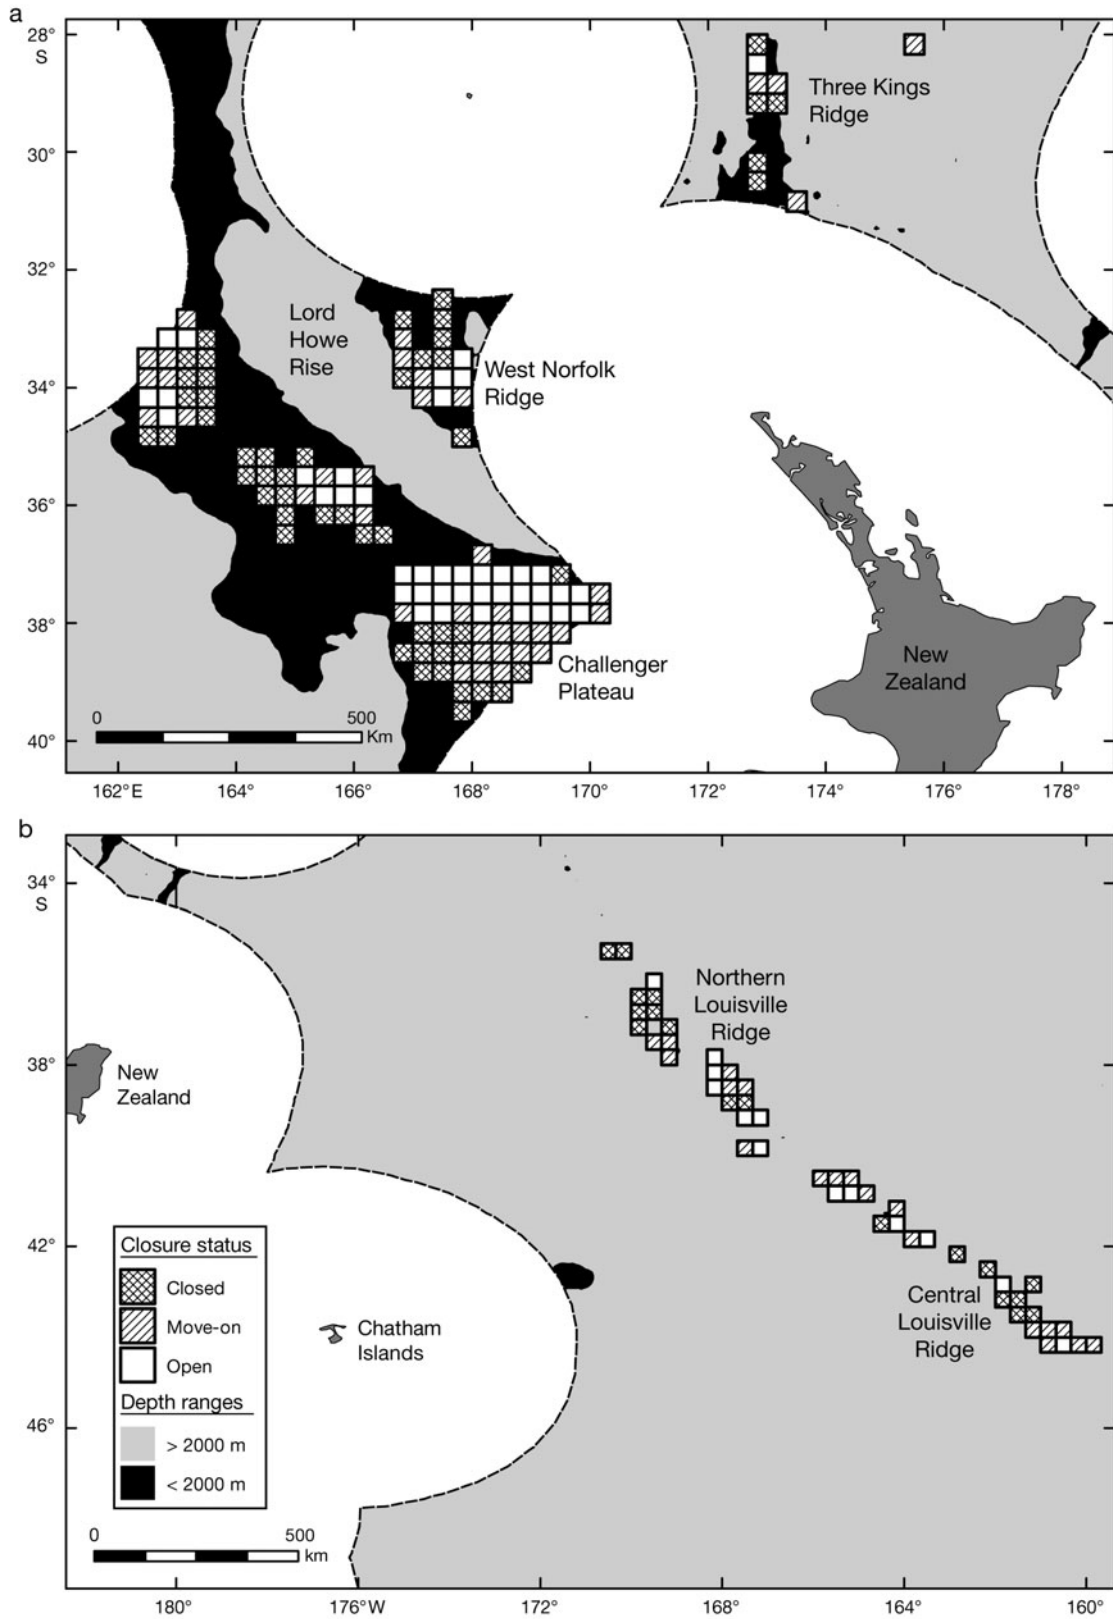 a
28°
S
30°
32°
34°
36°
38°
40°
Three Kings
Ridge
Lord
Howe
Rise
West Norfolk
Ridge
Challenger
Plateau
New
Zealand
0
500
Km
162°E
164°
166°
168°
170°
172°
174°
176°
178°
b
34°
S
38°
42°
46°
Northern
Louisville
Ridge
New
Zealand
Central
Louisville
Ridge
Chatham
Islands
Closure status
Closed
Move-on
Open
Depth ranges
> 2000 m
< 2000 m
0
500
km
180°
176°W
172°
168°
164°
160°